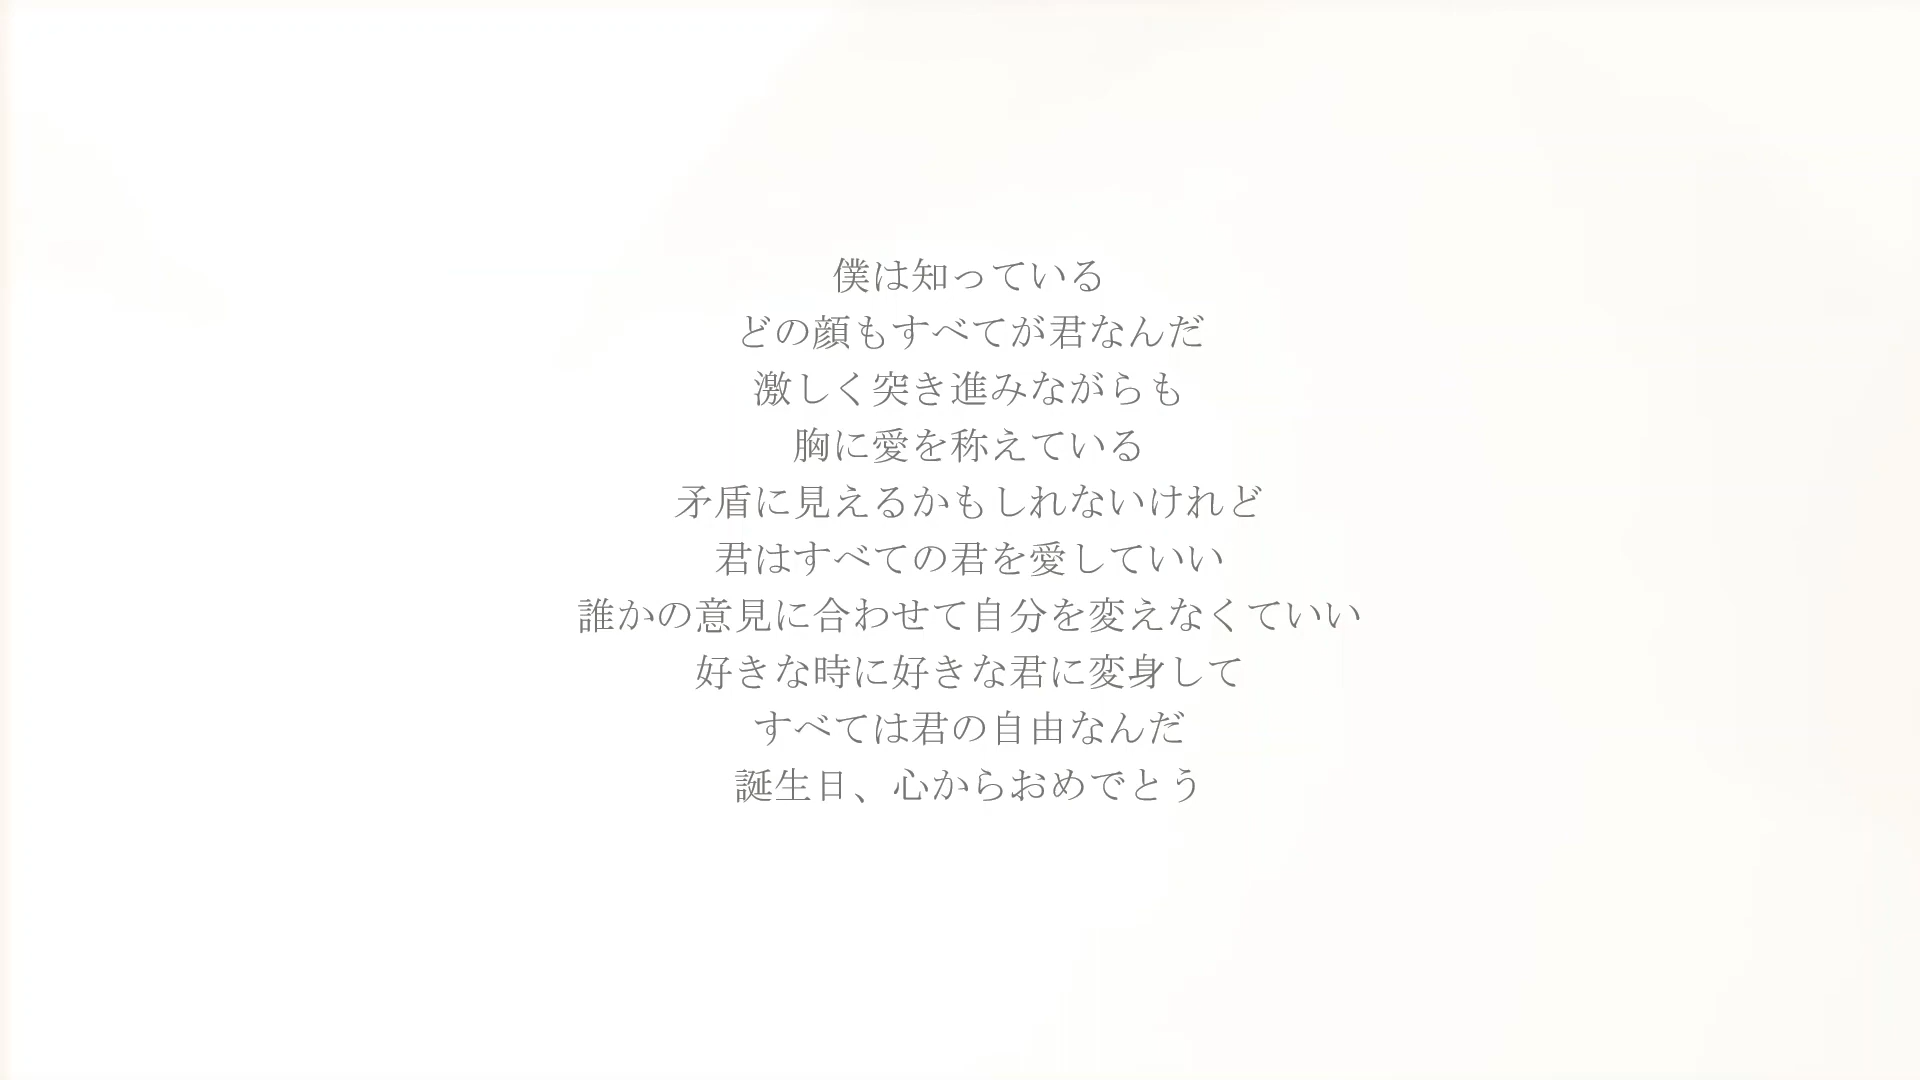 僕は知っている
どの顔もすべてが君なんだ
激しく突き進みながらも
胸に愛を称えている
矛盾に見えるかもしれないけれど
君はすべての君を愛していい
誰かの意見に合わせて自分を変えなくていい
好きな時に好きな君に変身して
すべては君の自由なんだ
誕生日、心からおめでとう